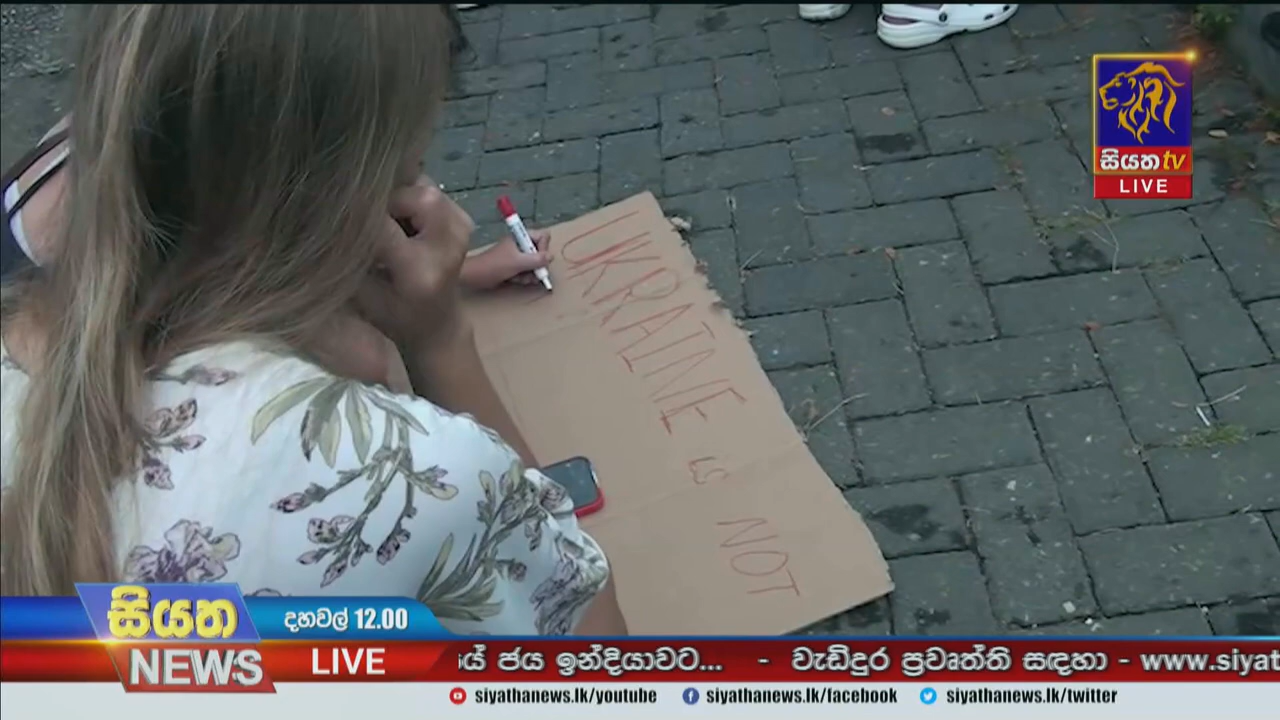 සියත tv
LIVE
UKRAINE is NOT
සියත
NEWS
දහවල් 12.00
LIVE
යේ ජය ඉන්දියාවට... - වැඩිදුර ප්‍රවෘත්ති සඳහා - www.siyat
siyathanews.lk/youtube siyathanews.lk/facebook siyathanews.lk/twitter